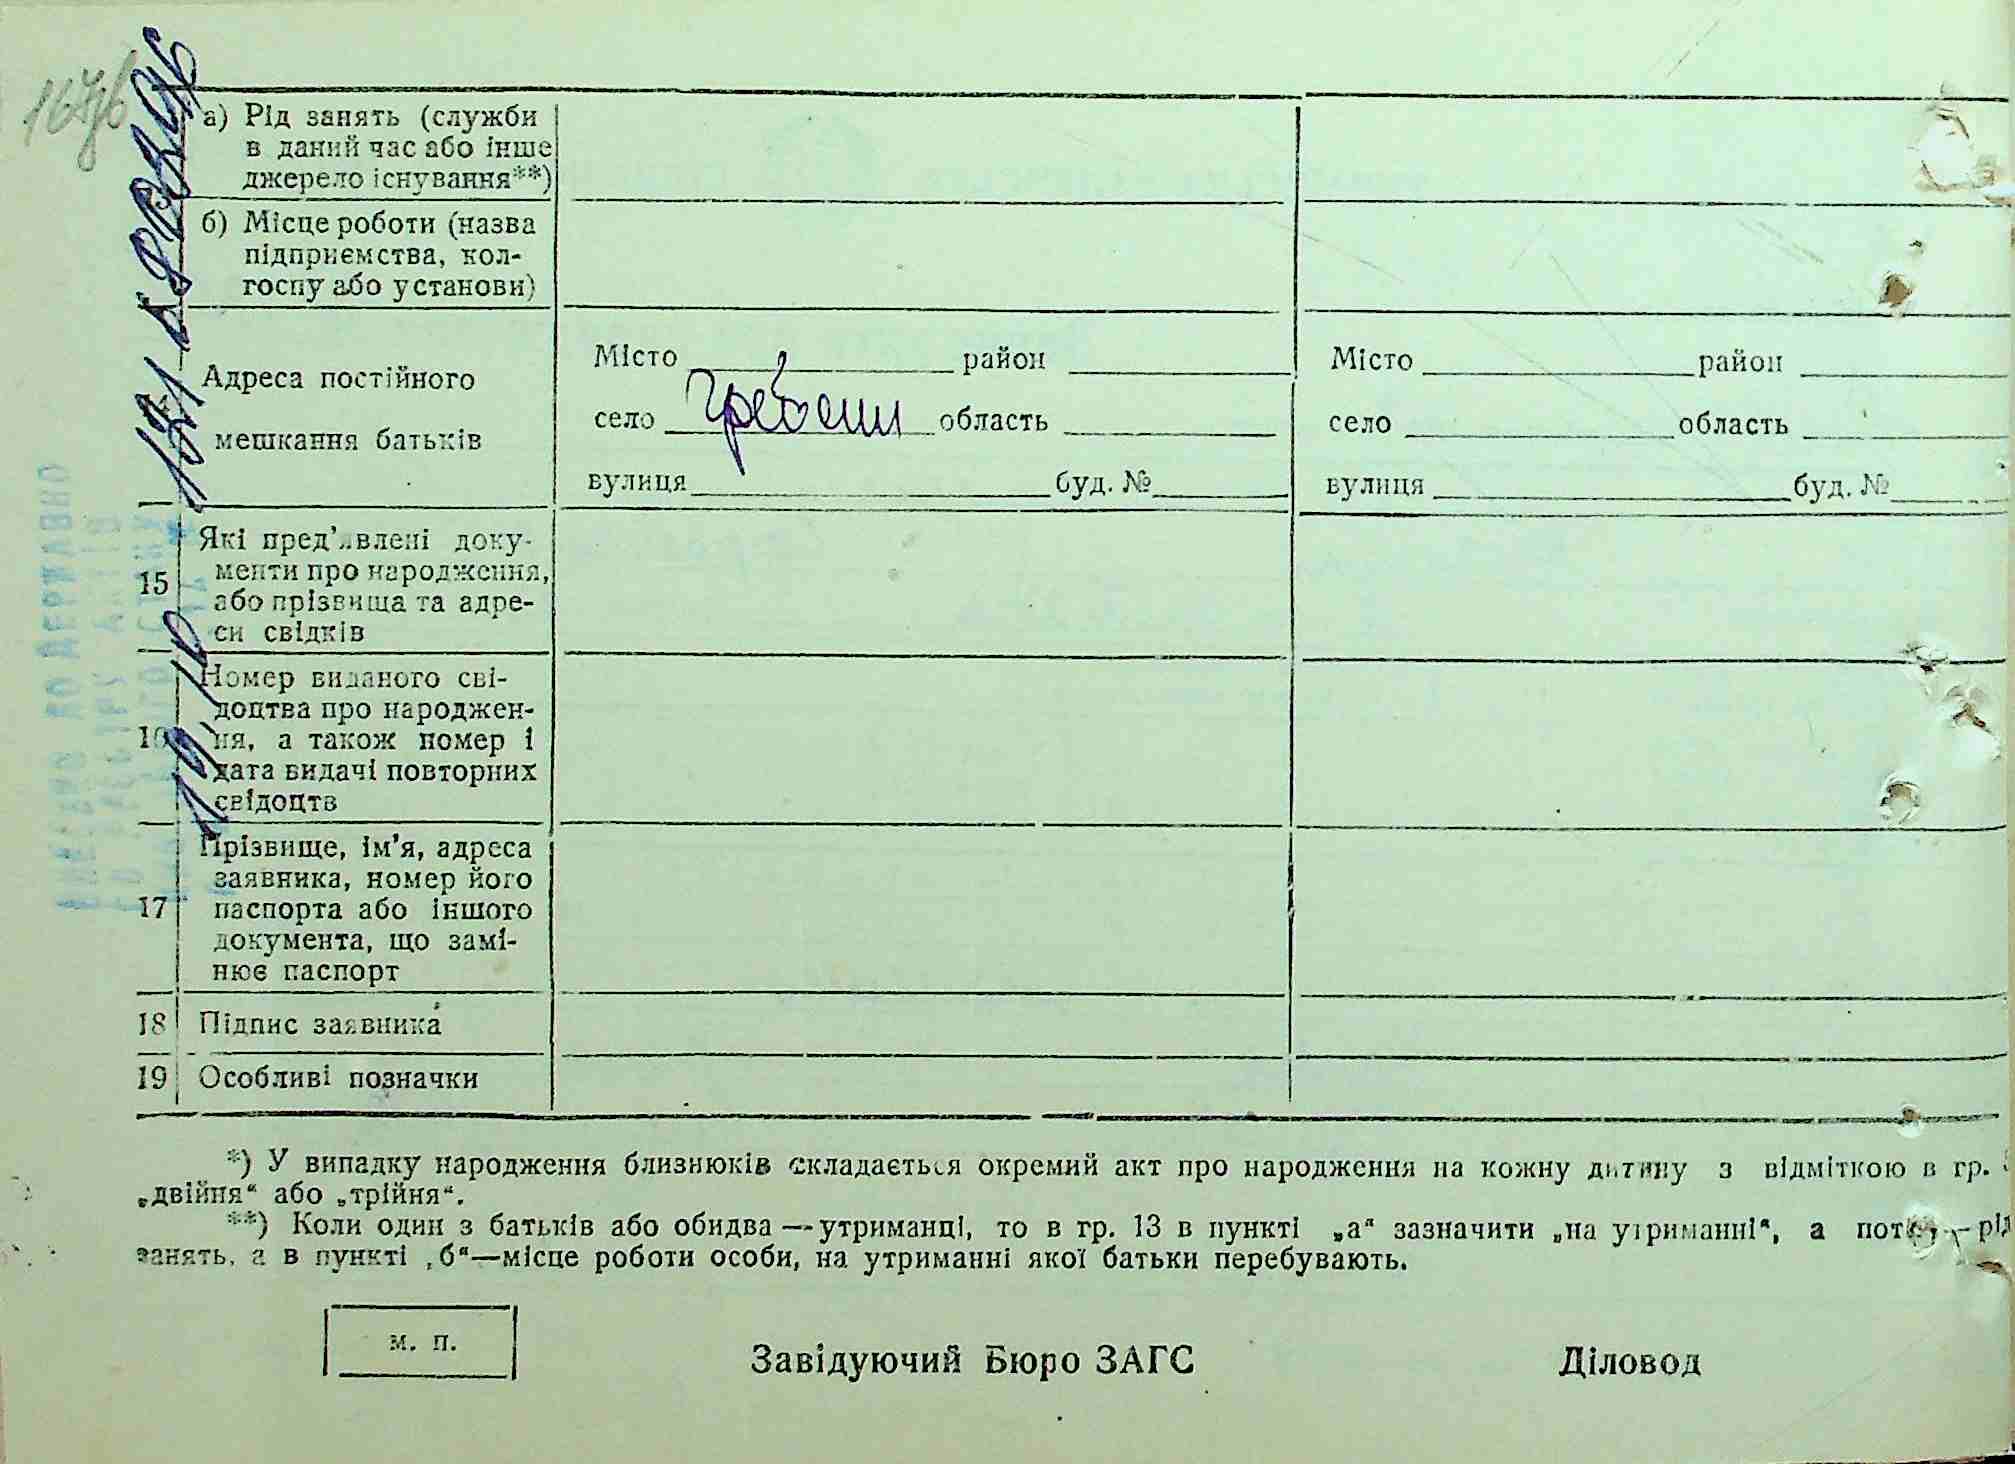 167зв
а) Рід занять (служби
в даний час або інше
джерело існування**)
б) Місце роботи (назва
підприємства, кол-
госпу або установи)
Адреса постійного
мешкання батьків
Місто район
село Гребени область
вулиця буд. №
Місто район
село область
вулиця буд. №
15 Які пред’явлені доку-
менти про народження,
або прізвища та адре-
си свідків
Номер виданого сві-
доцтва про народжен-
ня, а також номер і
дата видачі повторних
свідоцтв
17 Прізвище, ім’я, адреса
заявника, номер його
паспорта або іншого
документа, що замі-
нює паспорт
18 Підпис заявника
19 Особливі позначки
*) У випадку народження близнюків складається окремий акт про народження на кожну дитину з відміткою в гр.
„двійня“ або „трійня“.
**) Коли один з батьків або обидва — утриманці, то в гр. 13 в пункті „а“ зазначити „на утриманні“, а потім — рід
занять, а в пункті „б“—місце роботи особи, на утриманні якої батьки перебувають.
м. п.
Завідуючий Бюро ЗАГС
Діловод